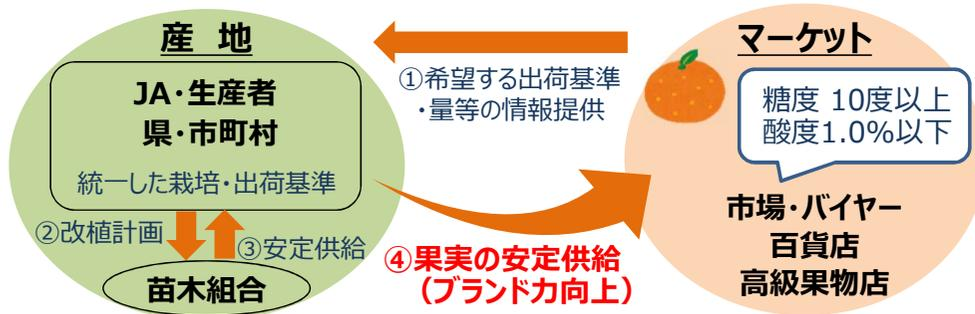 産 地
JA・生産者
県・市町村
統一した栽培・出荷基準
②改植計画
③安定供給
苗木組合
①希望する出荷基準
・量等の情報提供
④果実の安定供給
（ブランド力向上）
マーケット
糖度 10度以上
酸度1.0%以下
市場・バイヤー
百貨店
高級果物店